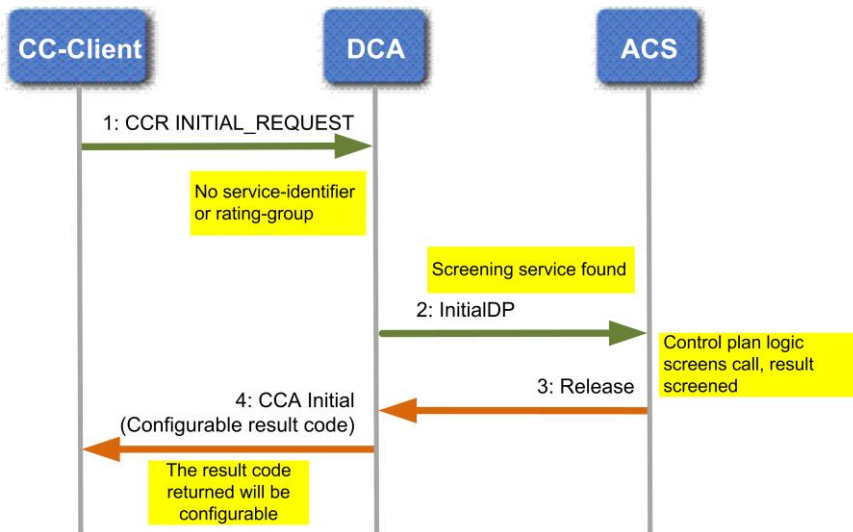 CC-Client
DCA
ACS
1: CCR INITIAL_REQUEST
No service-identifier
or rating-group
Screening service found
2: InitialDP
Control plan logic
screens call, result
screened
3: Release
4: CCA Initial
(Configurable result code)
The result code
returned will be
configurable